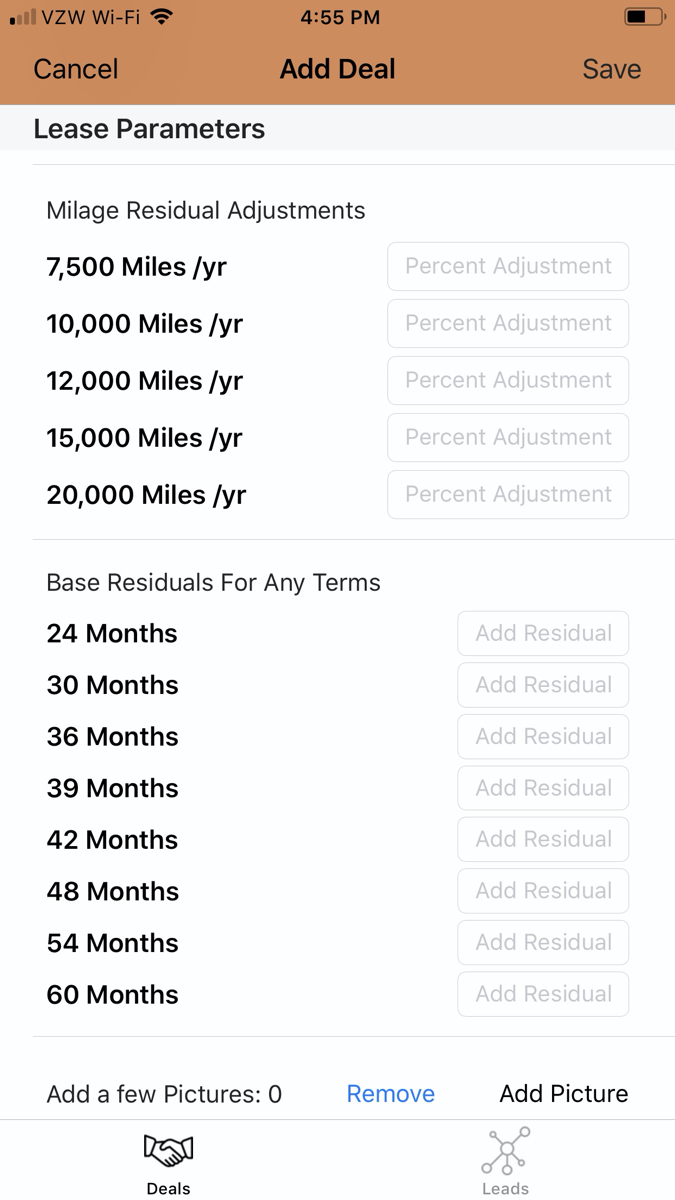 VZW Wi-Fi 4:55 PM
Cancel Add Deal Save
Lease Parameters
Milage Residual Adjustments
7,500 Miles /yr Percent Adjustment
10,000 Miles /yr Percent Adjustment
12,000 Miles /yr Percent Adjustment
15,000 Miles /yr Percent Adjustment
20,000 Miles /yr Percent Adjustment
Base Residuals For Any Terms
24 Months Add Residual
30 Months Add Residual
36 Months Add Residual
39 Months Add Residual
42 Months Add Residual
48 Months Add Residual
54 Months Add Residual
60 Months Add Residual
Add a few Pictures: 0 Remove Add Picture
Deals Leads